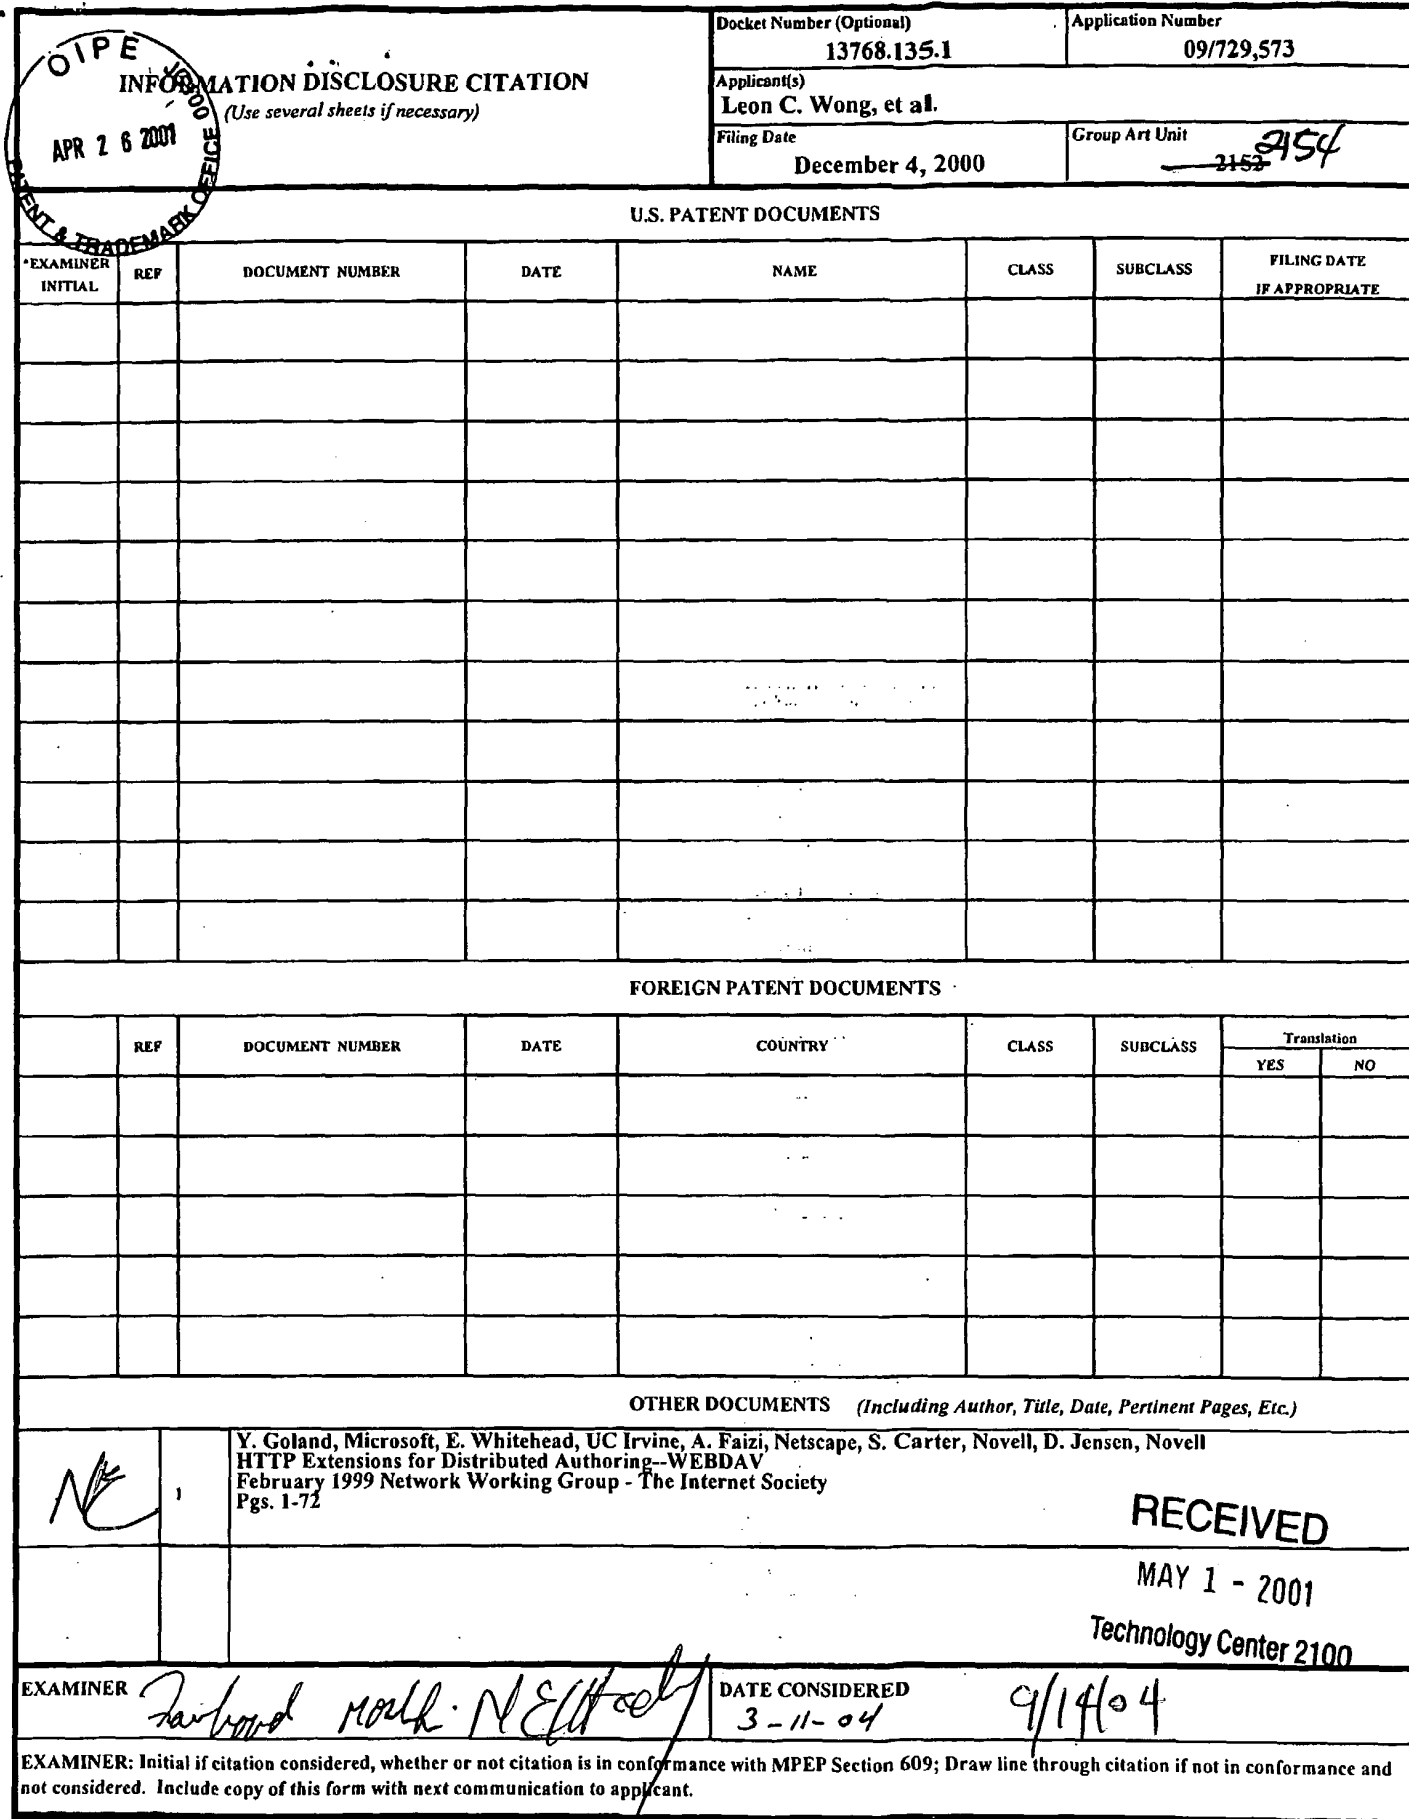 OIPE JC900
APR 2 6 2001
PATENT & TRADEMARK OFFICE
INFORMATION DISCLOSURE CITATION
(Use several sheets if necessary)
Docket Number (Optional)
13768.135.1
Application Number
09/729,573
Applicant(s)
Leon C. Wong, et al.
Filing Date
December 4, 2000
Group Art Unit
2152 2154
U.S. PATENT DOCUMENTS
*EXAMINER INITIAL REF DOCUMENT NUMBER DATE NAME CLASS SUBCLASS FILING DATE IF APPROPRIATE
FOREIGN PATENT DOCUMENTS
REF DOCUMENT NUMBER DATE COUNTRY CLASS SUBCLASS Translation
YES NO
OTHER DOCUMENTS (Including Author, Title, Date, Pertinent Pages, Etc.)
NE 1
Y. Goland, Microsoft, E. Whitehead, UC Irvine, A. Faizi, Netscape, S. Carter, Novell, D. Jensen, Novell
HTTP Extensions for Distributed Authoring--WEBDAV
February 1999 Network Working Group - The Internet Society
Pgs. 1-72
RECEIVED
MAY 1 - 2001
Technology Center 2100
EXAMINER
DATE CONSIDERED
3-11-04
9/14/04
EXAMINER: Initial if citation considered, whether or not citation is in conformance with MPEP Section 609; Draw line through citation if not in conformance and
not considered. Include copy of this form with next communication to applicant.